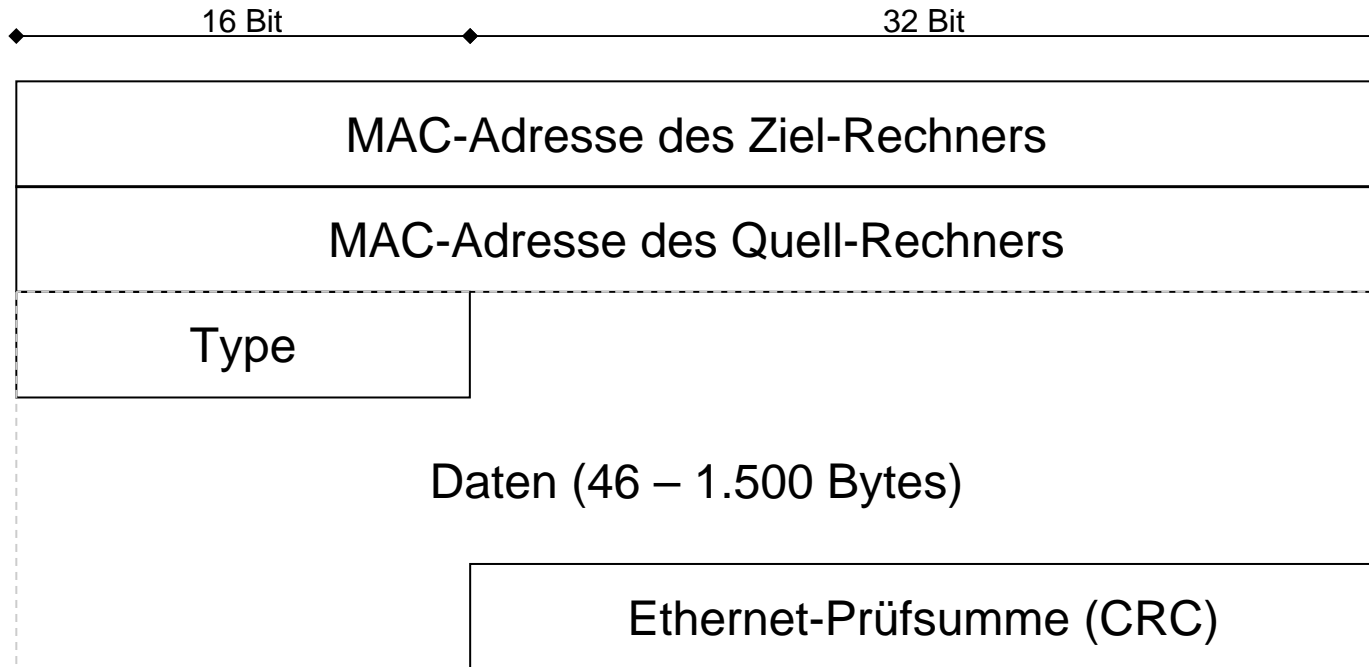 16 Bit
32 Bit
MAC-Adresse des Ziel-Rechners
MAC-Adresse des Quell-Rechners
Type
Daten (46 – 1.500 Bytes)
Ethernet-Prüfsumme (CRC)